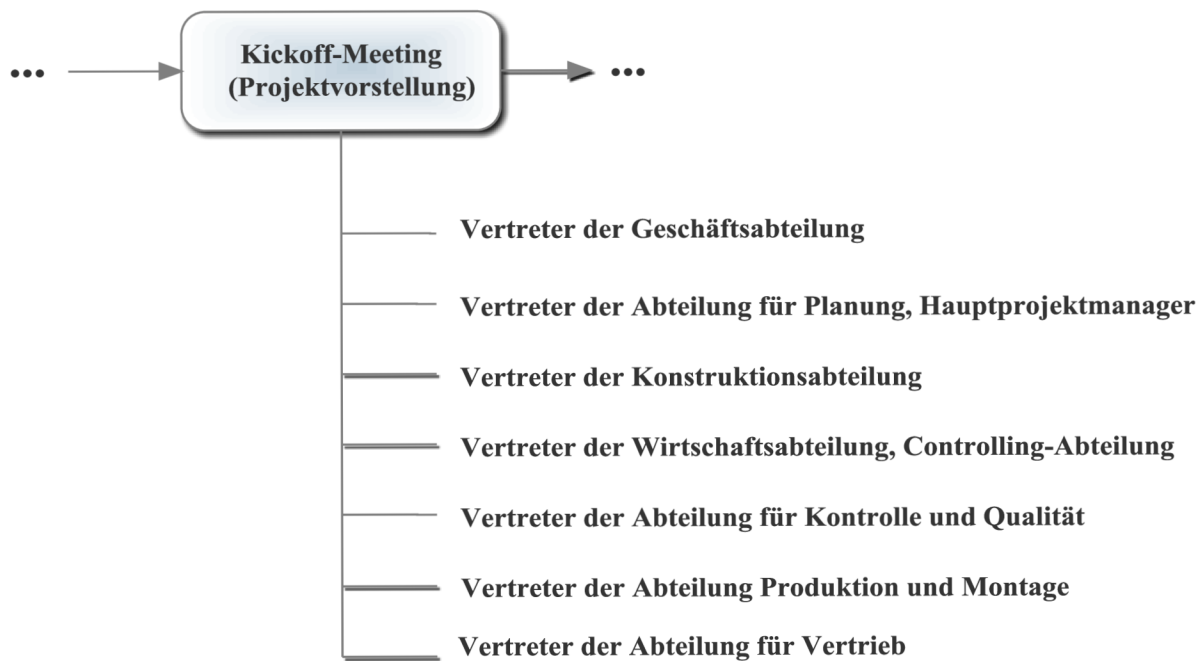 Kickoff-Meeting
(Projektvorstellung)
... ...
Vertreter der Geschäftsabteilung
Vertreter der Abteilung für Planung, Hauptprojektmanager
Vertreter der Konstruktionsabteilung
Vertreter der Wirtschaftsabteilung, Controlling-Abteilung
Vertreter der Abteilung für Kontrolle und Qualität
Vertreter der Abteilung Produktion und Montage
Vertreter der Abteilung für Vertrieb